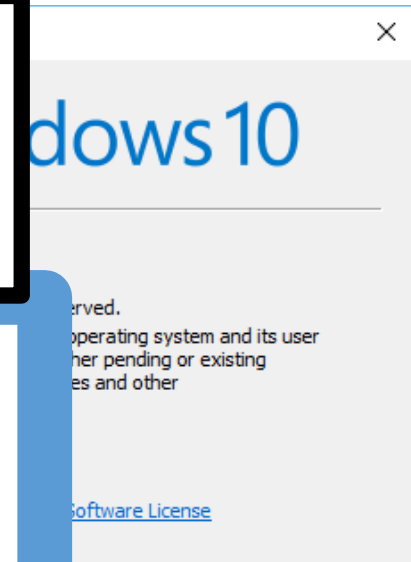 dows 10
erved.
operating system and its user
her pending or existing
es and other
Software License